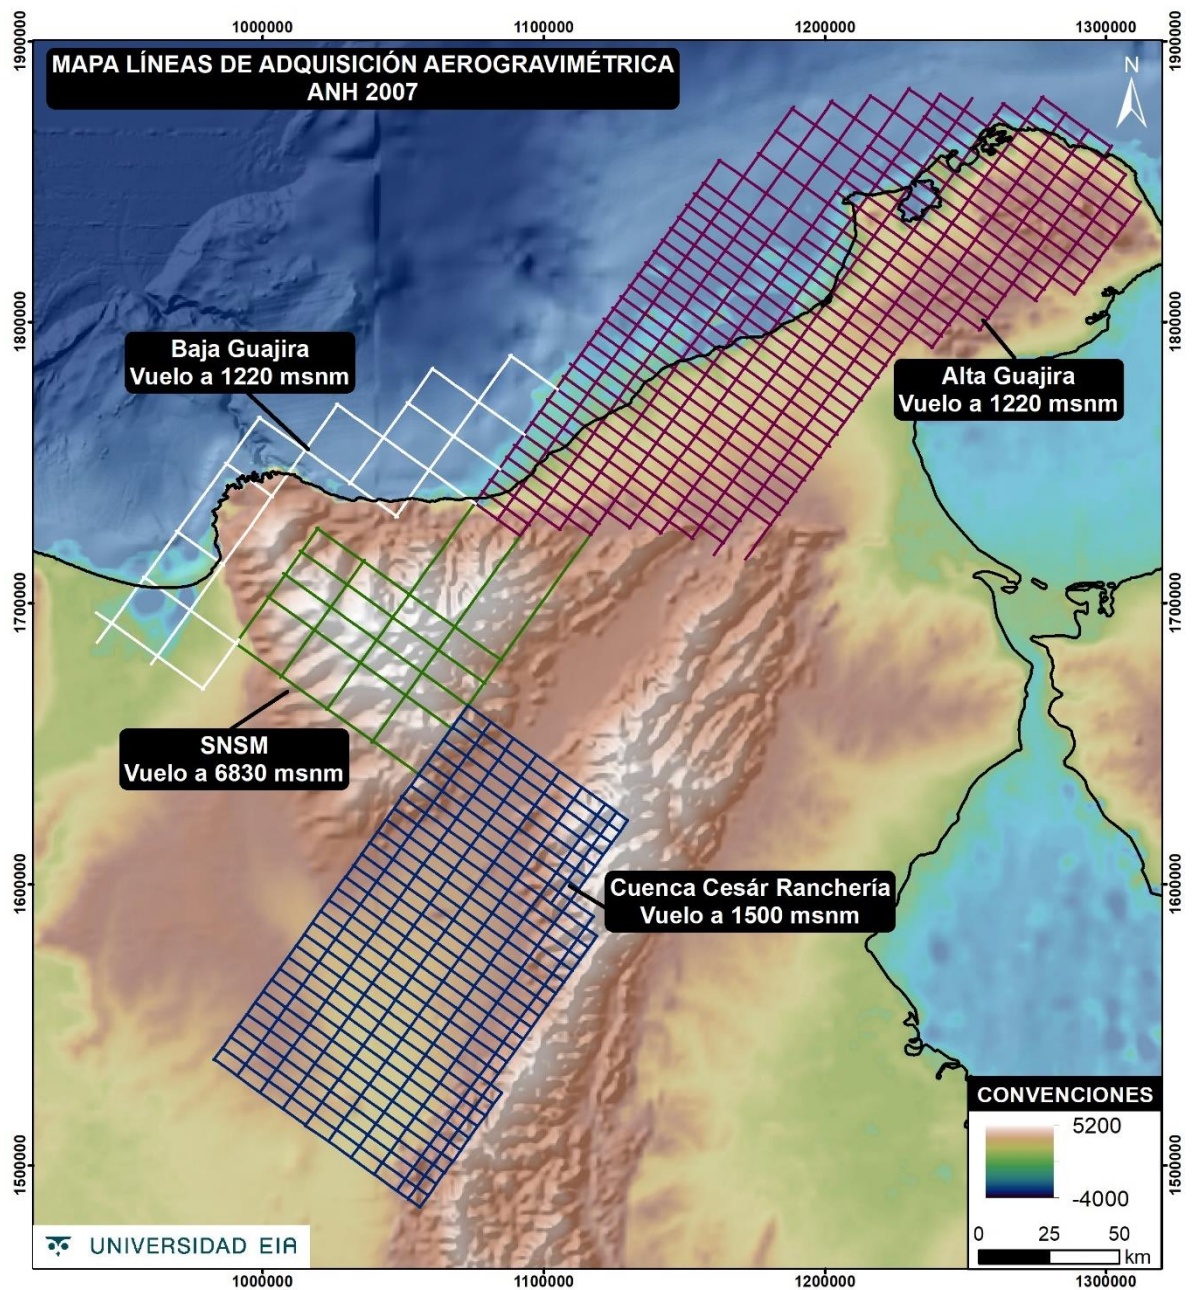 1000000
1100000
1200000
1300000
1900000
1900000
MAPA LÍNEAS DE ADQUISICIÓN AEROGRAVIMÉTRICA
ANH 2007
N
1800000
1800000
Baja Guajira
Vuelo a 1220 msnm
Alta Guajira
Vuelo a 1220 msnm
1700000
1700000
SNSM
Vuelo a 6830 msnm
1600000
1600000
Cuenca Cesár Ranchería
Vuelo a 1500 msnm
1500000
1500000
CONVENCIONES
5200
-4000
0
25
50
km
UNIVERSIDAD EIA
1000000
1100000
1200000
1300000